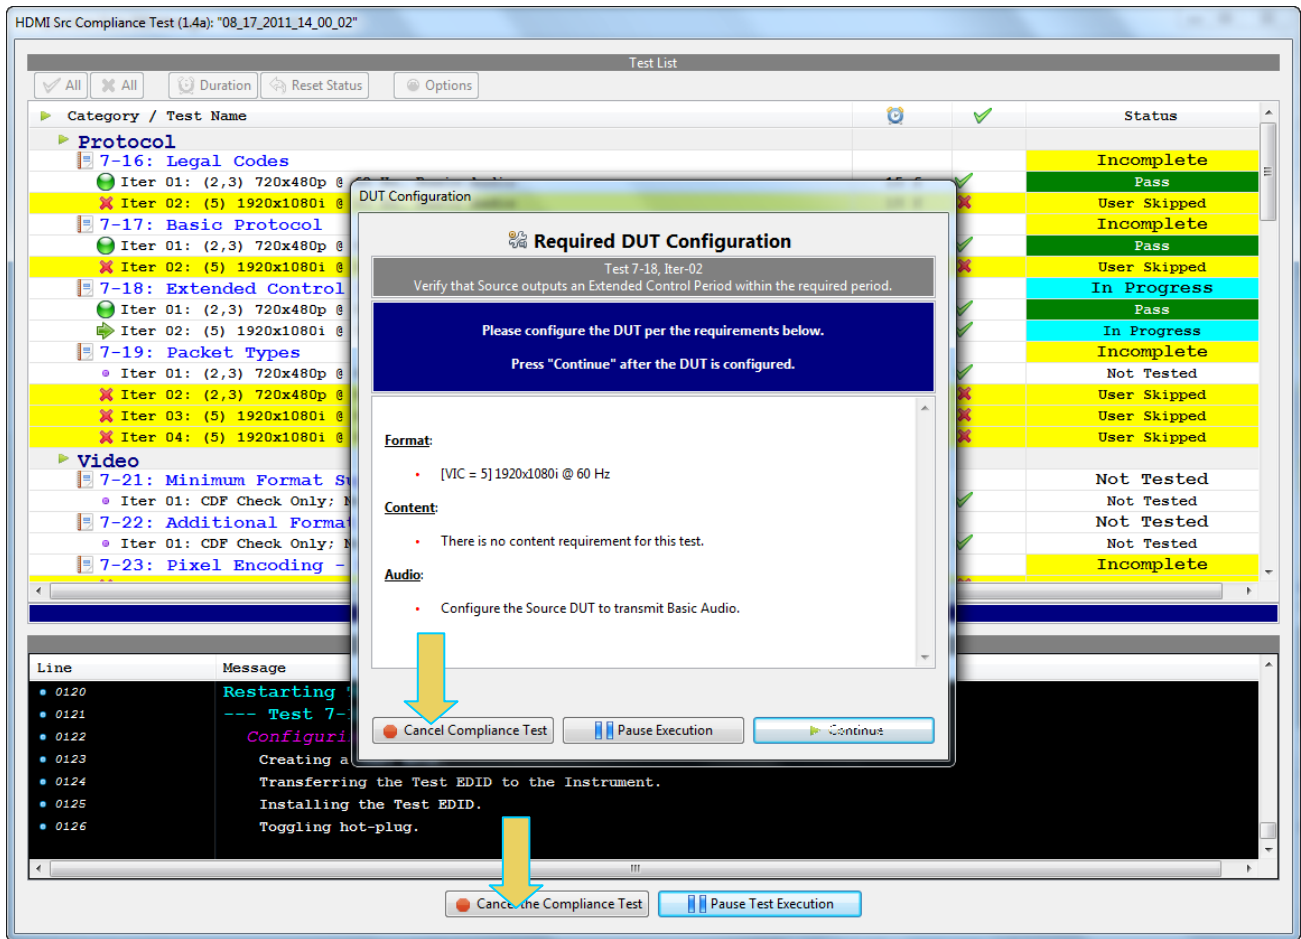 HDMI Src Compliance Test (1.4a): "08_17_2011_14_00_02"
Test List
All All Duration Reset Status Options
Category / Test Name Status
Protocol
7-16: Legal Codes Incomplete
Iter 01: (2,3) 720x480p @ Pass
Iter 02: (5) 1920x1080i @ User Skipped
7-17: Basic Protocol Incomplete
Iter 01: (2,3) 720x480p @ Pass
Iter 02: (5) 1920x1080i @ User Skipped
7-18: Extended Control In Progress
Iter 01: (2,3) 720x480p @ Pass
Iter 02: (5) 1920x1080i @ In Progress
7-19: Packet Types Incomplete
Iter 01: (2,3) 720x480p @ Not Tested
Iter 02: (2,3) 720x480p @ User Skipped
Iter 03: (5) 1920x1080i @ User Skipped
Iter 04: (5) 1920x1080i @ User Skipped
Video
7-21: Minimum Format Not Tested
Iter 01: CDF Check Only; Not Tested
7-22: Additional Format Not Tested
Iter 01: CDF Check Only; Not Tested
7-23: Pixel Encoding - Incomplete
DUT Configuration
Required DUT Configuration
Test 7-18, Iter-02
Verify that Source outputs an Extended Control Period within the required period.
Please configure the DUT per the requirements below.
Press "Continue" after the DUT is configured.
Format:
• [VIC = 5] 1920x1080i @ 60 Hz
Content:
• There is no content requirement for this test.
Audio:
• Configure the Source DUT to transmit Basic Audio.
Cancel Compliance Test Pause Execution Continue
Line Message
0120 Restarting
0121 --- Test
0122
0123 Creating
0124 Transferring the Test EDID to the Instrument.
0125 Installing the Test EDID.
0126 Toggling hot-plug.
Cancel the Compliance Test Pause Test Execution